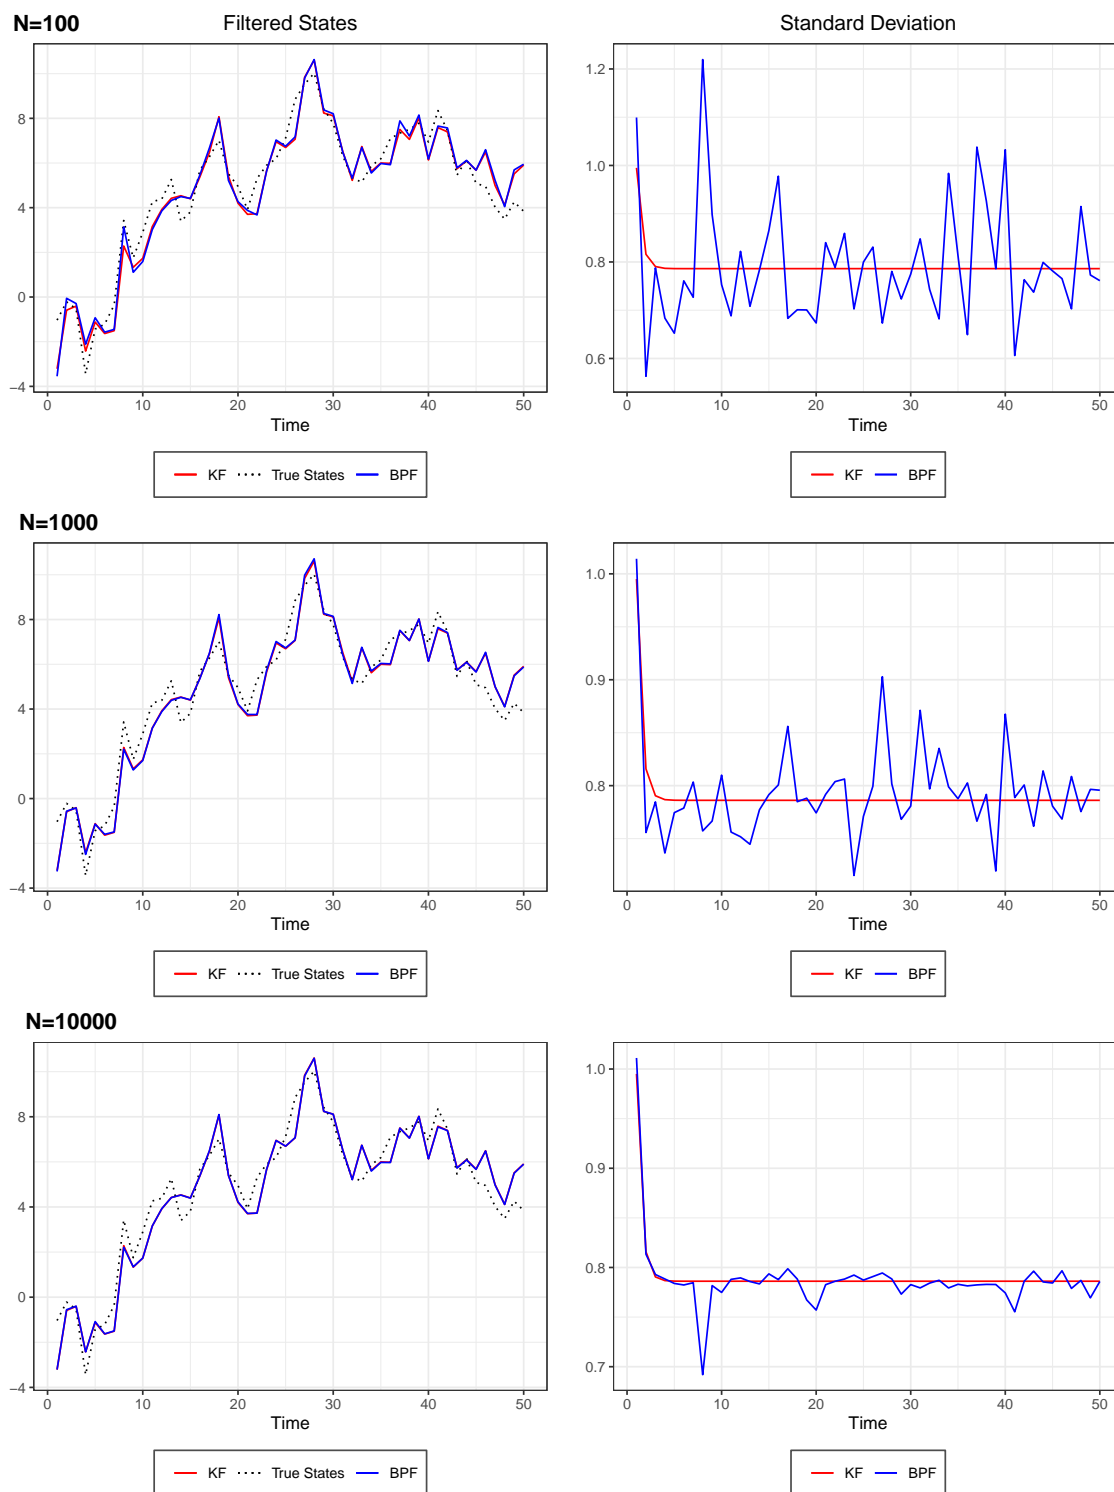 N=100
Filtered States
Standard Deviation
8
4
0
−4
0 10 20 30 40 50
Time
KF True States BPF
1.2
1.0
0.8
0.6
0 10 20 30 40 50
Time
KF BPF
N=1000
8
4
0
−4
0 10 20 30 40 50
Time
KF True States BPF
1.0
0.9
0.8
0 10 20 30 40 50
Time
KF BPF
N=10000
8
4
0
−4
0 10 20 30 40 50
Time
KF True States BPF
1.0
0.9
0.8
0.7
0 10 20 30 40 50
Time
KF BPF